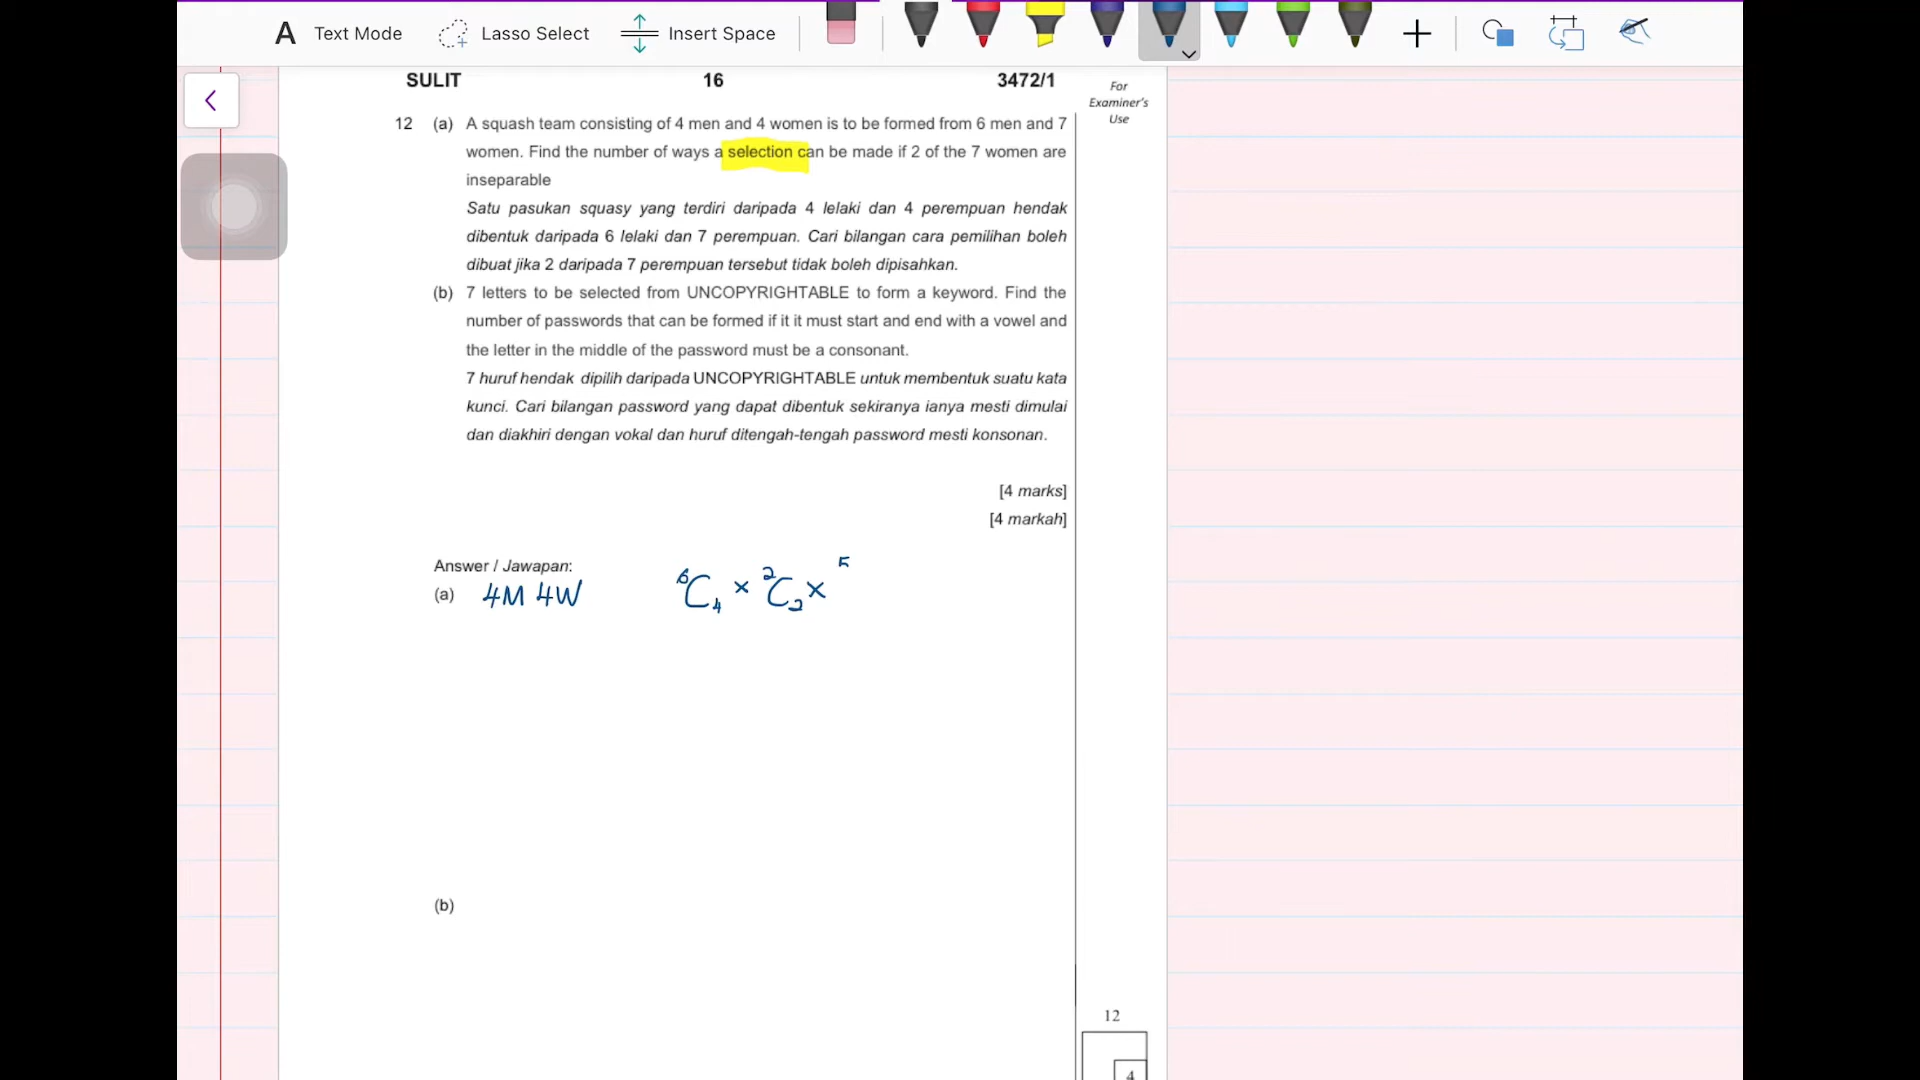 A Text Mode Lasso Select Insert Space
SULIT 16 3472/1
For
Examiner's
Use
12 (a) A squash team consisting of 4 men and 4 women is to be formed from 6 men and 7
women. Find the number of ways a selection can be made if 2 of the 7 women are
inseparable
Satu pasukan squasy yang terdiri daripada 4 lelaki dan 4 perempuan hendak
dibentuk daripada 6 lelaki dan 7 perempuan. Cari bilangan cara pemilihan boleh
dibuat jika 2 daripada 7 perempuan tersebut tidak boleh dipisahkan.
(b) 7 letters to be selected from UNCOPYRIGHTABLE to form a keyword. Find the
number of passwords that can be formed if it it must start and end with a vowel and
the letter in the middle of the password must be a consonant.
7 huruf hendak dipilih daripada UNCOPYRIGHTABLE untuk membentuk suatu kata
kunci. Cari bilangan password yang dapat dibentuk sekiranya ianya mesti dimulai
dan diakhiri dengan vokal dan huruf ditengah-tengah password mesti konsonan.
[4 marks]
[4 markah]
Answer / Jawapan:
(a) 4M 4W ⁶C₄ × ²C₂ × ⁵
(b)
12
4